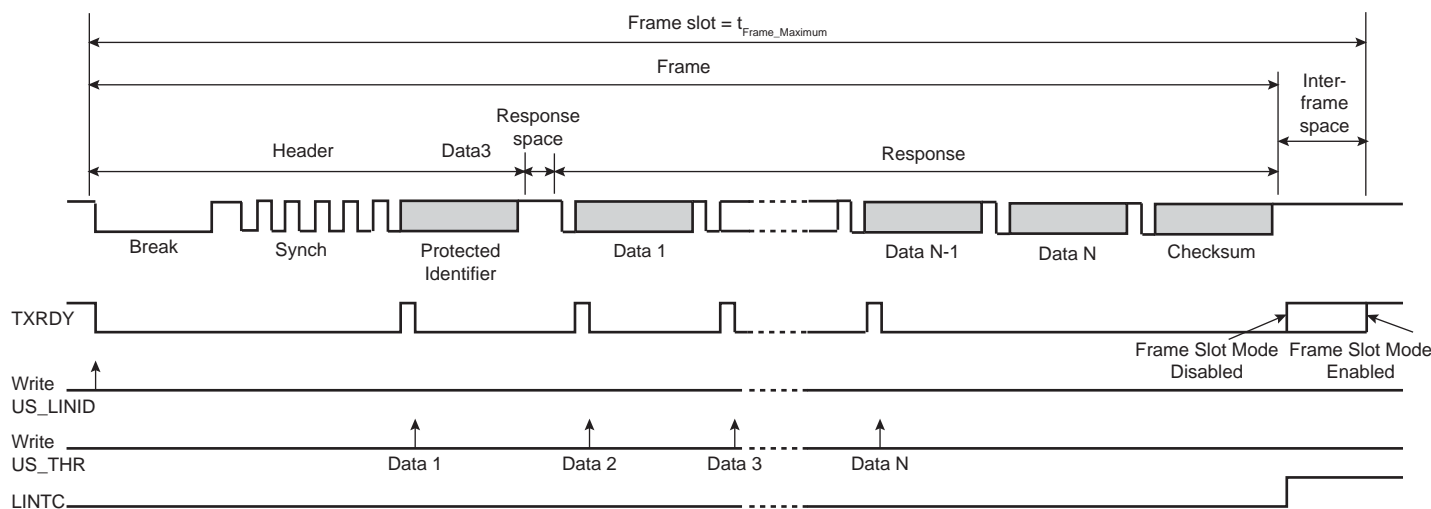 Frame slot = tFrame_Maximum
Frame
Inter-
frame
space
Response
space
Header
Data3
Response
Break
Synch
Protected
Identifier
Data 1
Data N-1
Data N
Checksum
TXRDY
Frame Slot Mode
Disabled
Frame Slot Mode
Enabled
Write
US_LINID
Write
US_THR
Data 1
Data 2
Data 3
Data N
LINTC